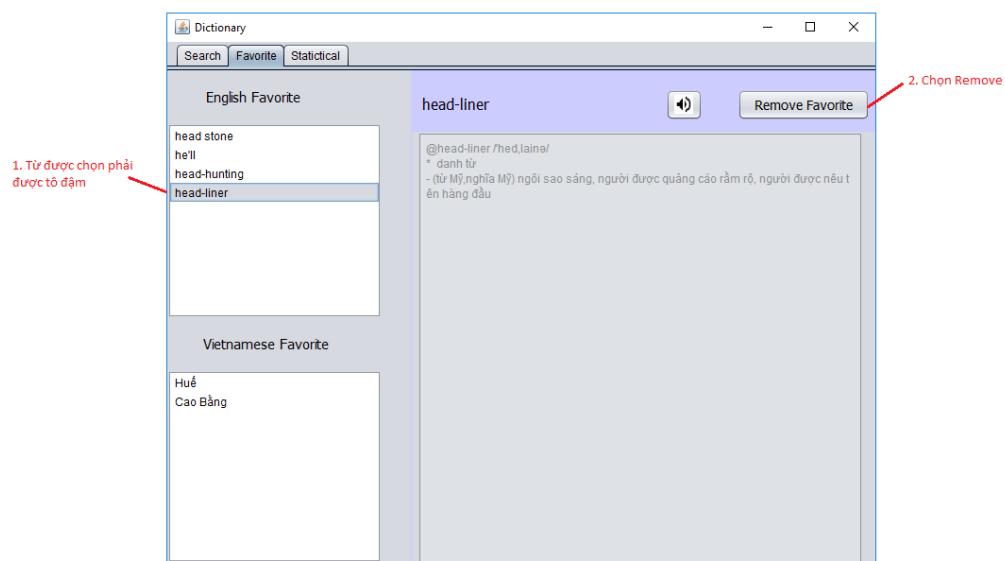 Dictionary
Search Favorite Statictical
English Favorite
head stone
he'll
head-hunting
head-liner
Vietnamese Favorite
Huế
Cao Bằng
head-liner
Remove Favorite
@head-liner /'hed,lainə/
* danh từ
- (từ Mỹ,nghĩa Mỹ) ngôi sao sáng, người được quảng cáo rầm rộ, người được nêu t
ên hàng đầu
1. Từ được chọn phải
được tô đậm
2. Chọn Remove